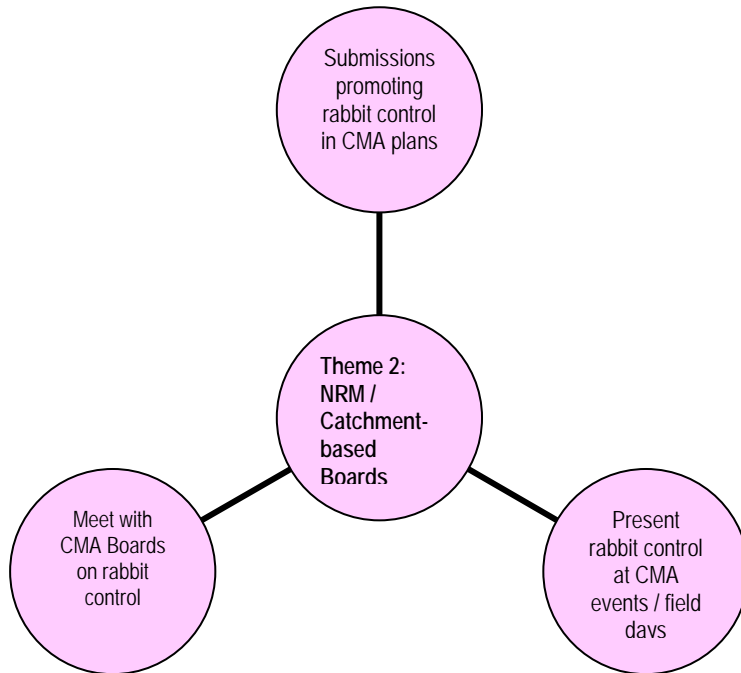 Submissions
promoting
rabbit control
in CMA plans
Theme 2:
NRM /
Catchment-
based
Boards
Meet with
CMA Boards
on rabbit
control
Present
rabbit control
at CMA
events / field
days